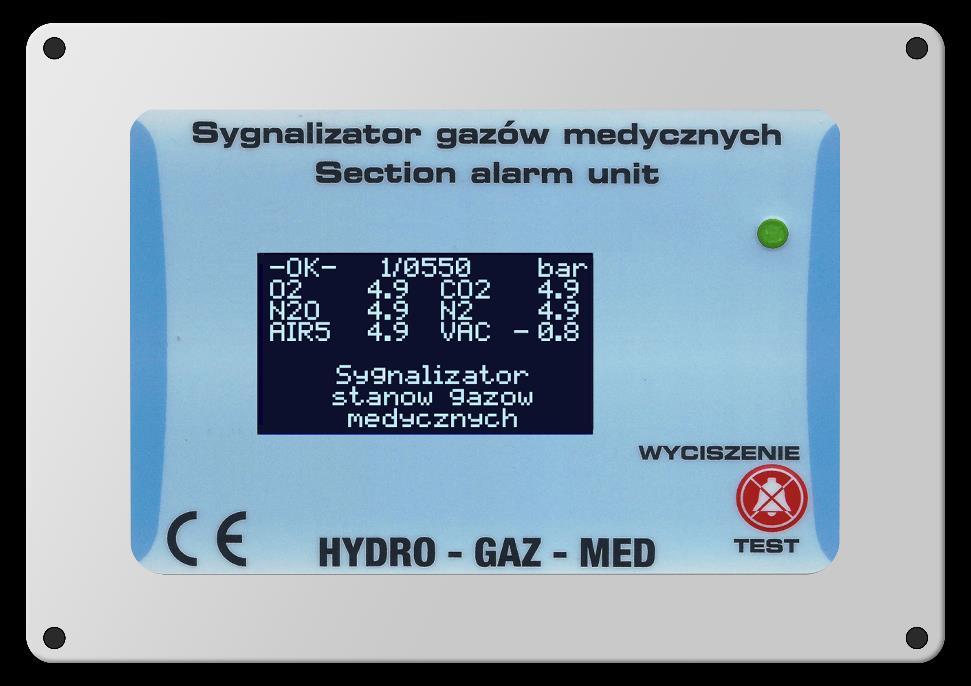 Sygnalizator gazów medycznych
Section alarm unit
-OK- 1/0550 bar
O2 4.9 CO2 4.9
N2O 4.9 N2 4.9
AIR5 4.9 VAC -0.8
Sygnalizator
stanow gazow
medycznych
WYCISZENIE
TEST
CE
HYDRO - GAZ - MED